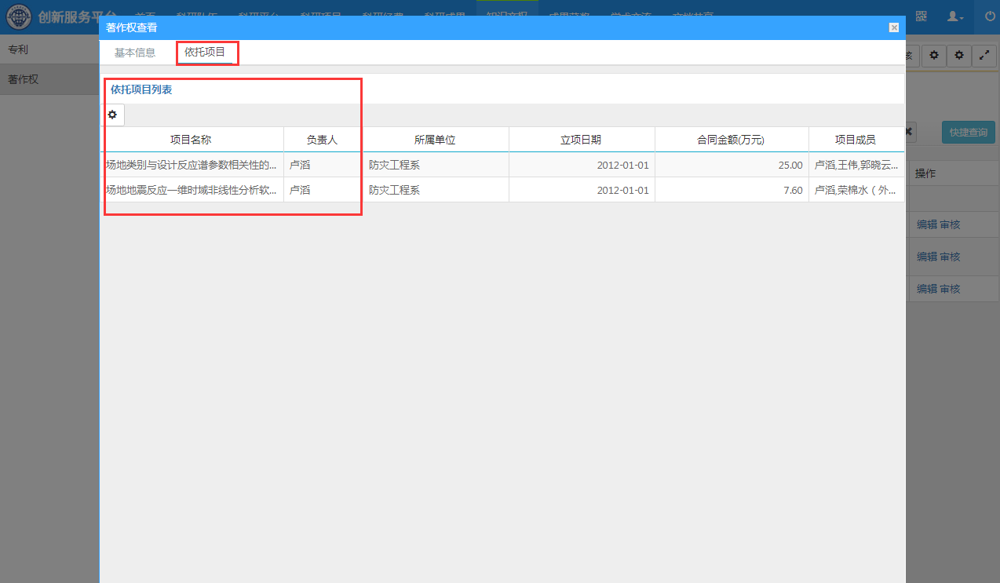 创新服务平台
著作权查看
专利
基本信息
依托项目
著作权
依托项目列表
快捷查询
项目名称 负责人 所属单位 立项日期 合同金额(万元) 项目成员
场地类别与设计反应谱参数相关性的... 卢滔 防灾工程系 2012-01-01 25.00 卢滔,王伟,郭晓云...
场地地震反应一维时域非线性分析软... 卢滔 防灾工程系 2012-01-01 7.60 卢滔,荣棉水（外...
操作
编辑 审核
编辑 审核
编辑 审核